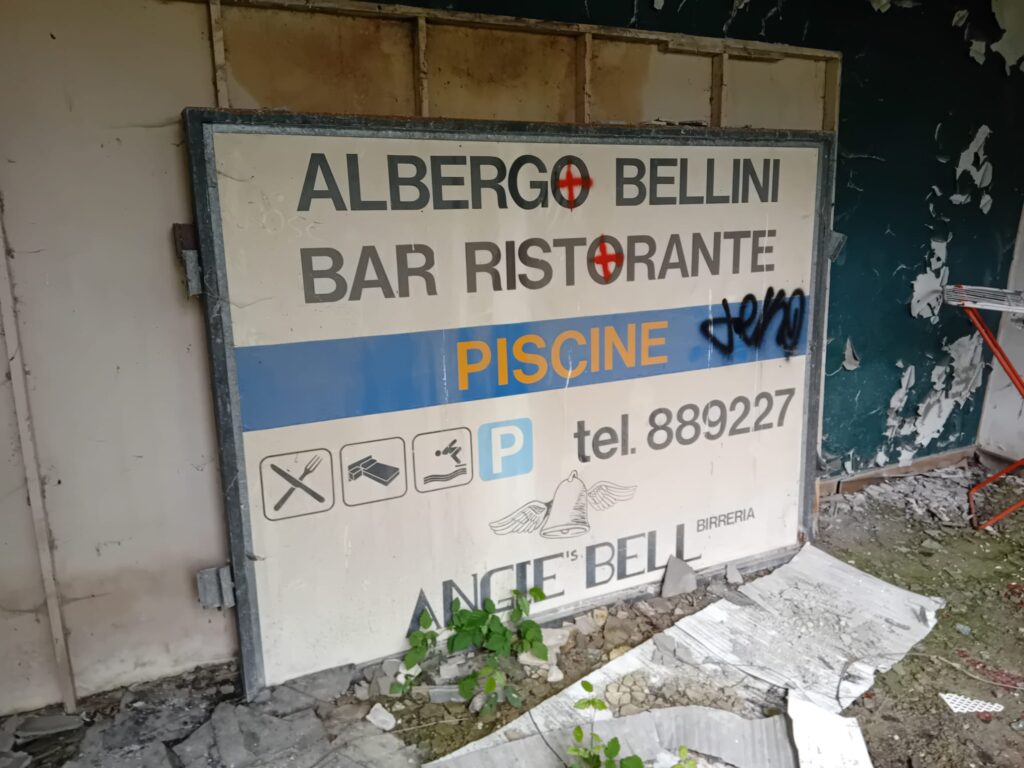 ALBERGO BELLINI
BAR RISTORANTE
PISCINE
P
tel. 889227
ANGIE'S BELL BIRRERIA